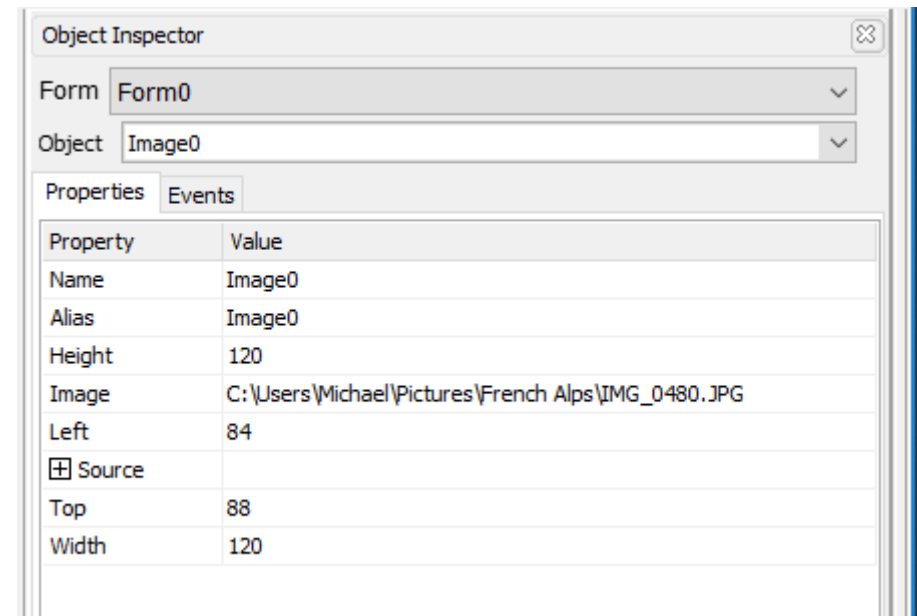 Object Inspector
Form Form0
Object Image0
Properties Events
Property Value
Name Image0
Alias Image0
Height 120
Image C:\Users\Michael\Pictures\French Alps\IMG_0480.JPG
Left 84
Source
Top 88
Width 120